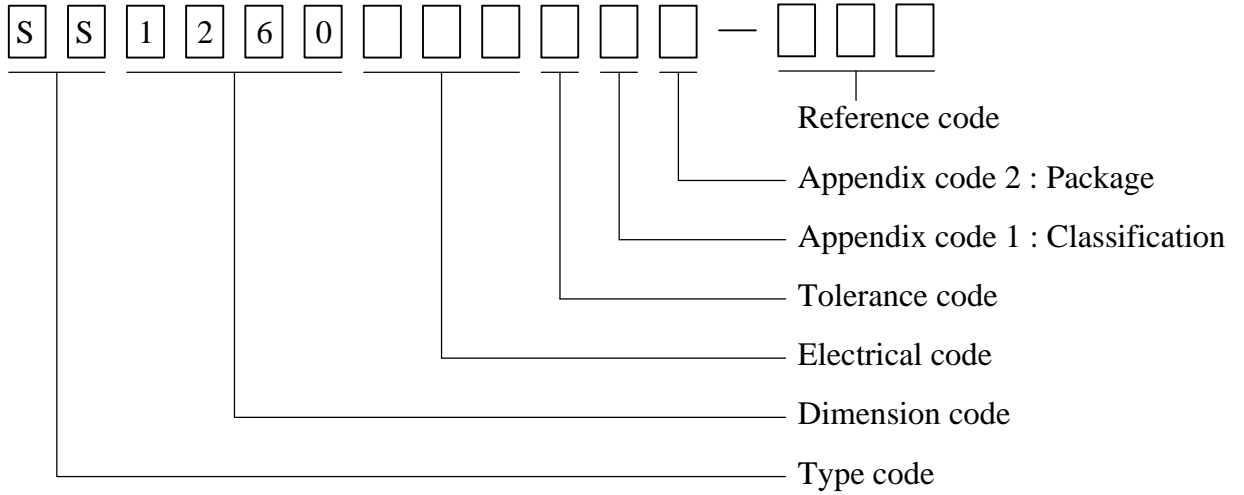 S S 1 2 6 0 —
Reference code
Appendix code 2 : Package
Appendix code 1 : Classification
Tolerance code
Electrical code
Dimension code
Type code